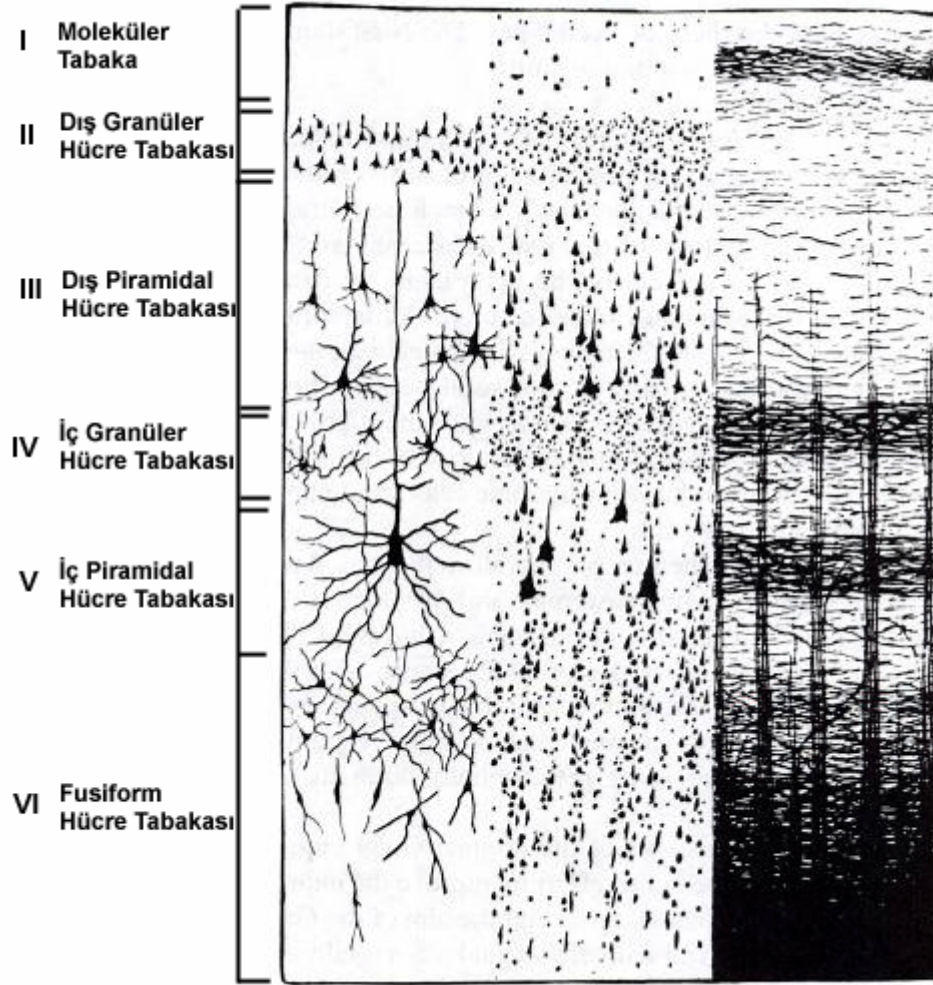 I Moleküler
Tabaka
II Dış Granüler
Hücre Tabakası
III Dış Piramidal
Hücre Tabakası
IV İç Granüler
Hücre Tabakası
V İç Piramidal
Hücre Tabakası
VI Fusiform
Hücre Tabakası